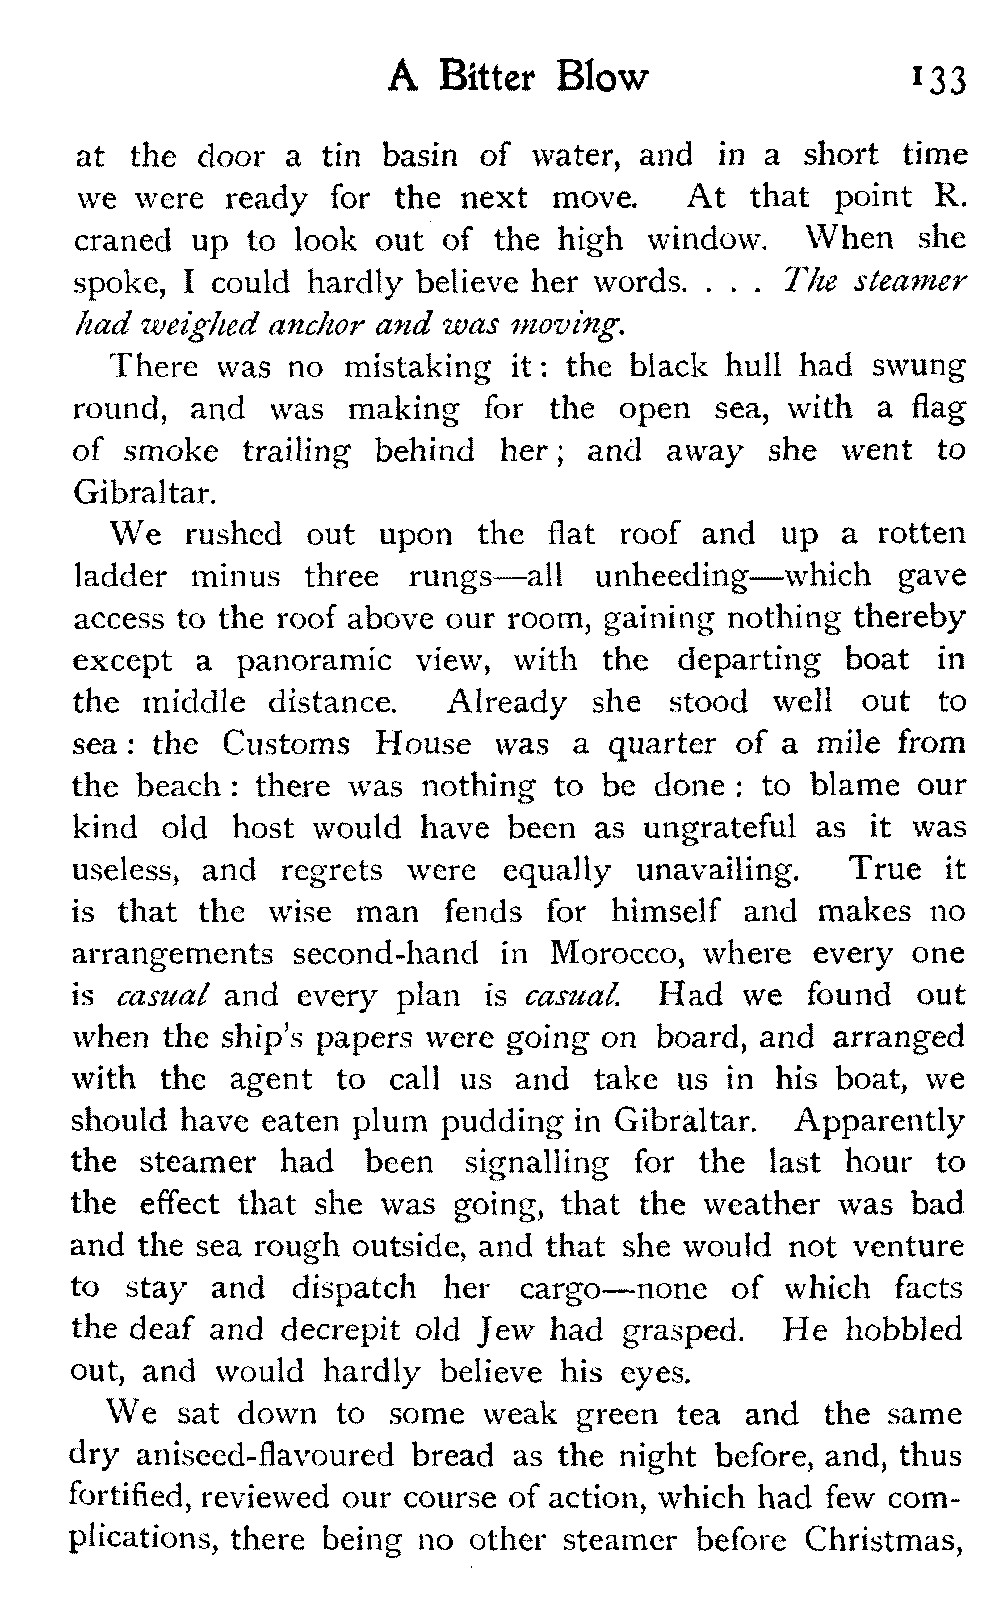 A Bitter Blow 133
at the door a tin basin of water, and in a short time
we were ready for the next move. At that point R.
craned up to look out of the high window. When she
spoke, I could hardly believe her words. . . . The steamer
had weighed anchor and was moving.
There was no mistaking it: the black hull had swung
round, and was making for the open sea, with a flag
of smoke trailing behind her; and away she went to
Gibraltar.
We rushed out upon the flat roof and up a rotten
ladder minus three rungs—all unheeding—which gave
access to the roof above our room, gaining nothing thereby
except a panoramic view, with the departing boat in
the middle distance. Already she stood well out to
sea: the Customs House was a quarter of a mile from
the beach: there was nothing to be done: to blame our
kind old host would have been as ungrateful as it was
useless, and regrets were equally unavailing. True it
is that the wise man fends for himself and makes no
arrangements second-hand in Morocco, where every one
is casual and every plan is casual. Had we found out
when the ship's papers were going on board, and arranged
with the agent to call us and take us in his boat, we
should have eaten plum pudding in Gibraltar. Apparently
the steamer had been signalling for the last hour to
the effect that she was going, that the weather was bad
and the sea rough outside, and that she would not venture
to stay and dispatch her cargo—none of which facts
the deaf and decrepit old Jew had grasped. He hobbled
out, and would hardly believe his eyes.
We sat down to some weak green tea and the same
dry aniseed-flavoured bread as the night before, and, thus
fortified, reviewed our course of action, which had few com-
plications, there being no other steamer before Christmas,